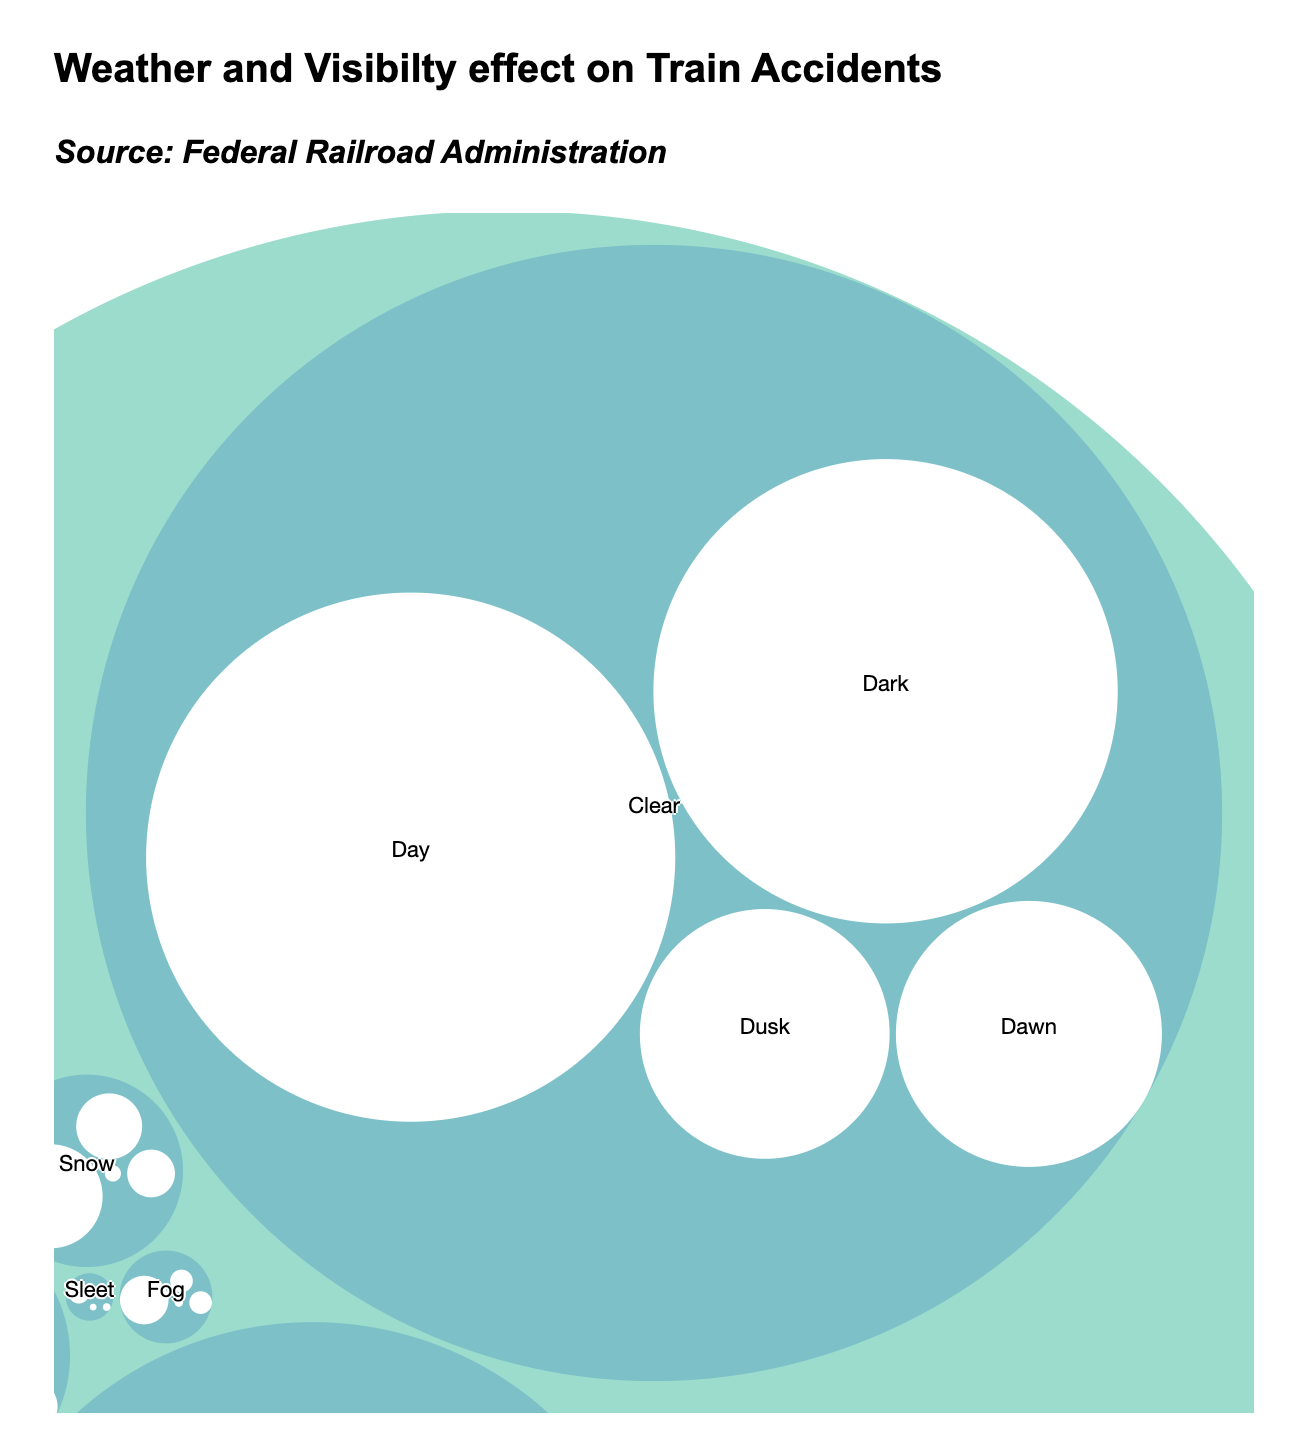 Weather and Visibilty effect on Train Accidents
Source: Federal Railroad Administration
Dark
Clear
Day
Dusk
Dawn
Snow
Sleet
Fog